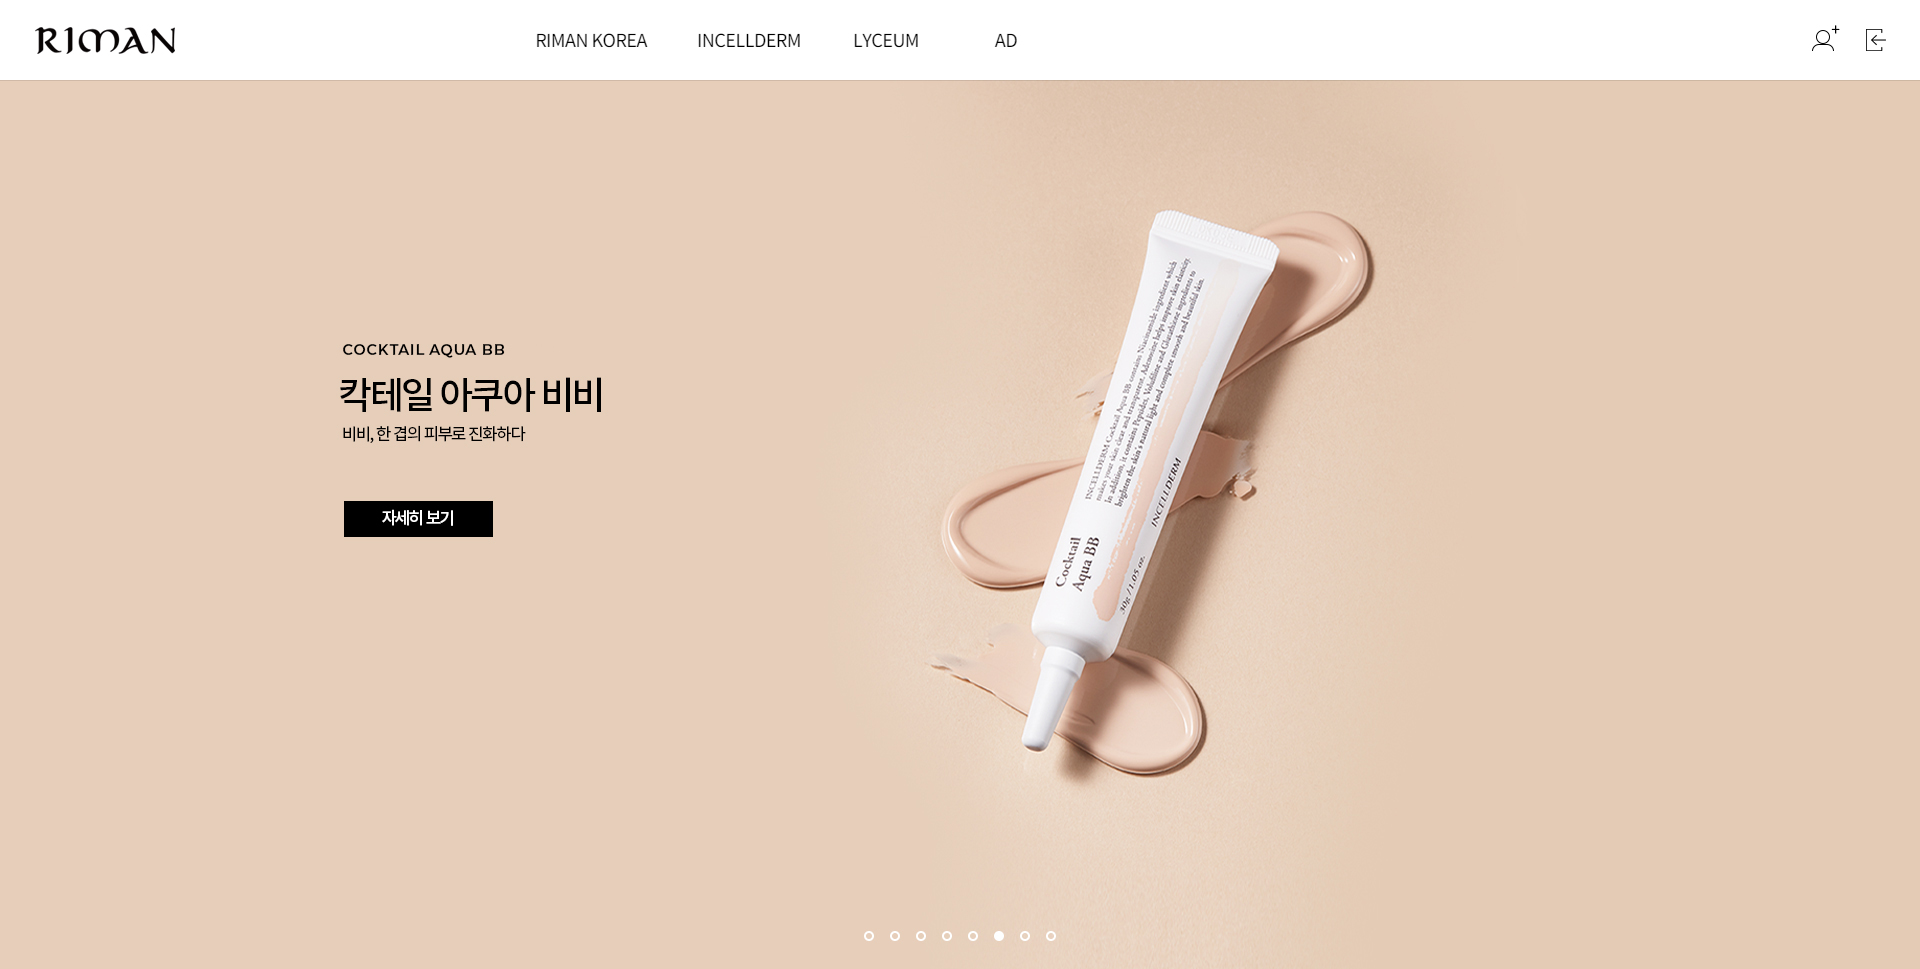 RIMAN
RIMAN KOREA
INCELLDERM
LYCEUM
AD
COCKTAIL AQUA BB
칵테일 아쿠아 비비
비비, 한 겹의 피부로 진화하다
자세히 보기
INCELLDERM Cocktail Aqua BB contains Niacinamide ingredient which
makes your skin clear and transparent. Adenosine helps improve skin elasticity.
In addition, it contains Peptides, Volufiline and Glutathione ingredients to
brighten the skin's natural light and complete smooth and beautiful skin.
INCELLDERM
Cocktail
Aqua BB
30g / 1.05 oz.